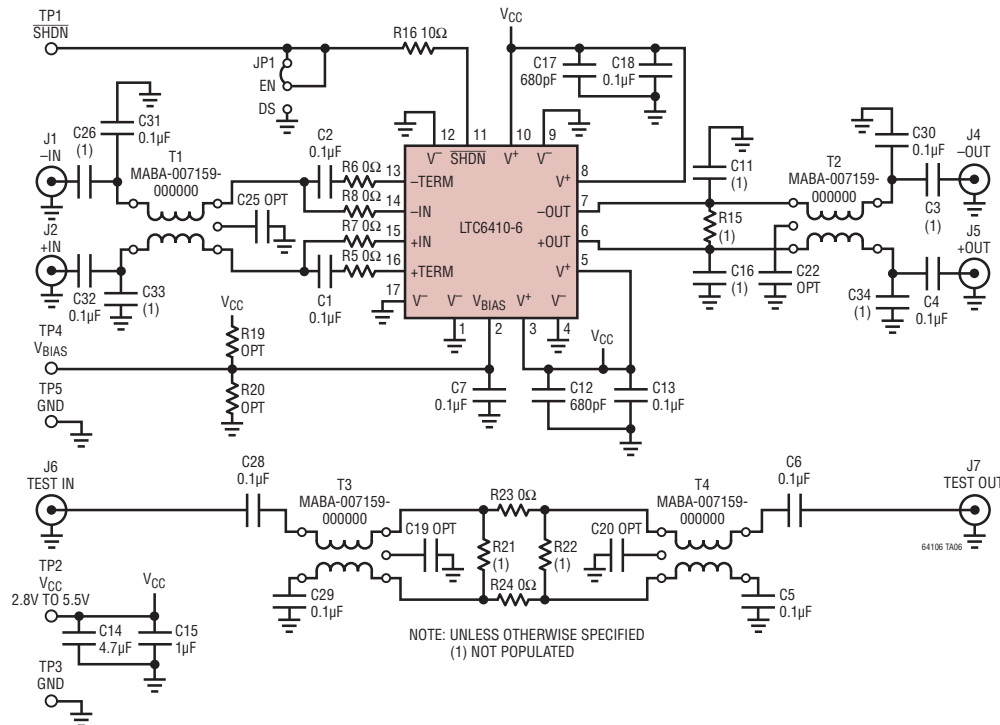 TP1
SHDN
R16 10Ω
JP1
EN
DS
VCC
C17
680pF
C18
0.1µF
C31
0.1µF
C26
(1)
J1
–IN
T1
MABA-007159-
000000
C2
0.1µF
R6 0Ω
R8 0Ω
R7 0Ω
R5 0Ω
C25 OPT
J2
+IN
C32
0.1µF
C33
(1)
C1
0.1µF
12
11
10
9
V–
SHDN
V+
V–
13
–TERM
14
–IN
15
+IN
16
+TERM
17
V–
LTC6410-6
V+
8
–OUT
7
+OUT
6
V+
5
V–
VBIAS
V+
V–
1
2
3
4
C11
(1)
R15
(1)
C16
(1)
C22
OPT
T2
MABA-007159-
000000
C30
0.1µF
J4
–OUT
C3
(1)
J5
+OUT
C34
(1)
C4
0.1µF
TP4
VBIAS
VCC
R19
OPT
R20
OPT
TP5
GND
C7
0.1µF
VCC
C12
680pF
C13
0.1µF
J6
TEST IN
C28
0.1µF
T3
MABA-007159-
000000
C19 OPT
C29
0.1µF
R23 0Ω
R21
(1)
R22
(1)
R24 0Ω
C20 OPT
T4
MABA-007159-
000000
C6
0.1µF
J7
TEST OUT
C5
0.1µF
64106 TA06
TP2
VCC
2.8V TO 5.5V
VCC
C14
4.7µF
C15
1µF
TP3
GND
NOTE: UNLESS OTHERWISE SPECIFIED
(1) NOT POPULATED